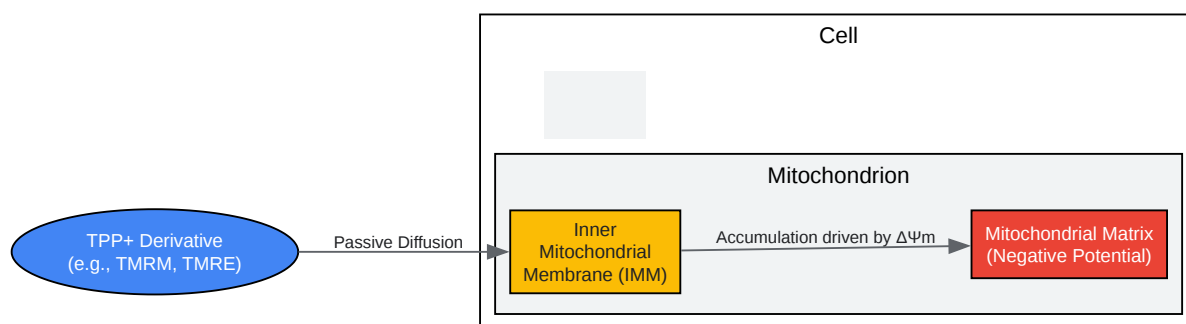 Cell
Mitochondrion
TPP+ Derivative
(e.g., TMRM, TMRE)
Passive Diffusion
Inner
Mitochondrial
Membrane (IMM)
Accumulation driven by ΔΨm
Mitochondrial Matrix
(Negative Potential)